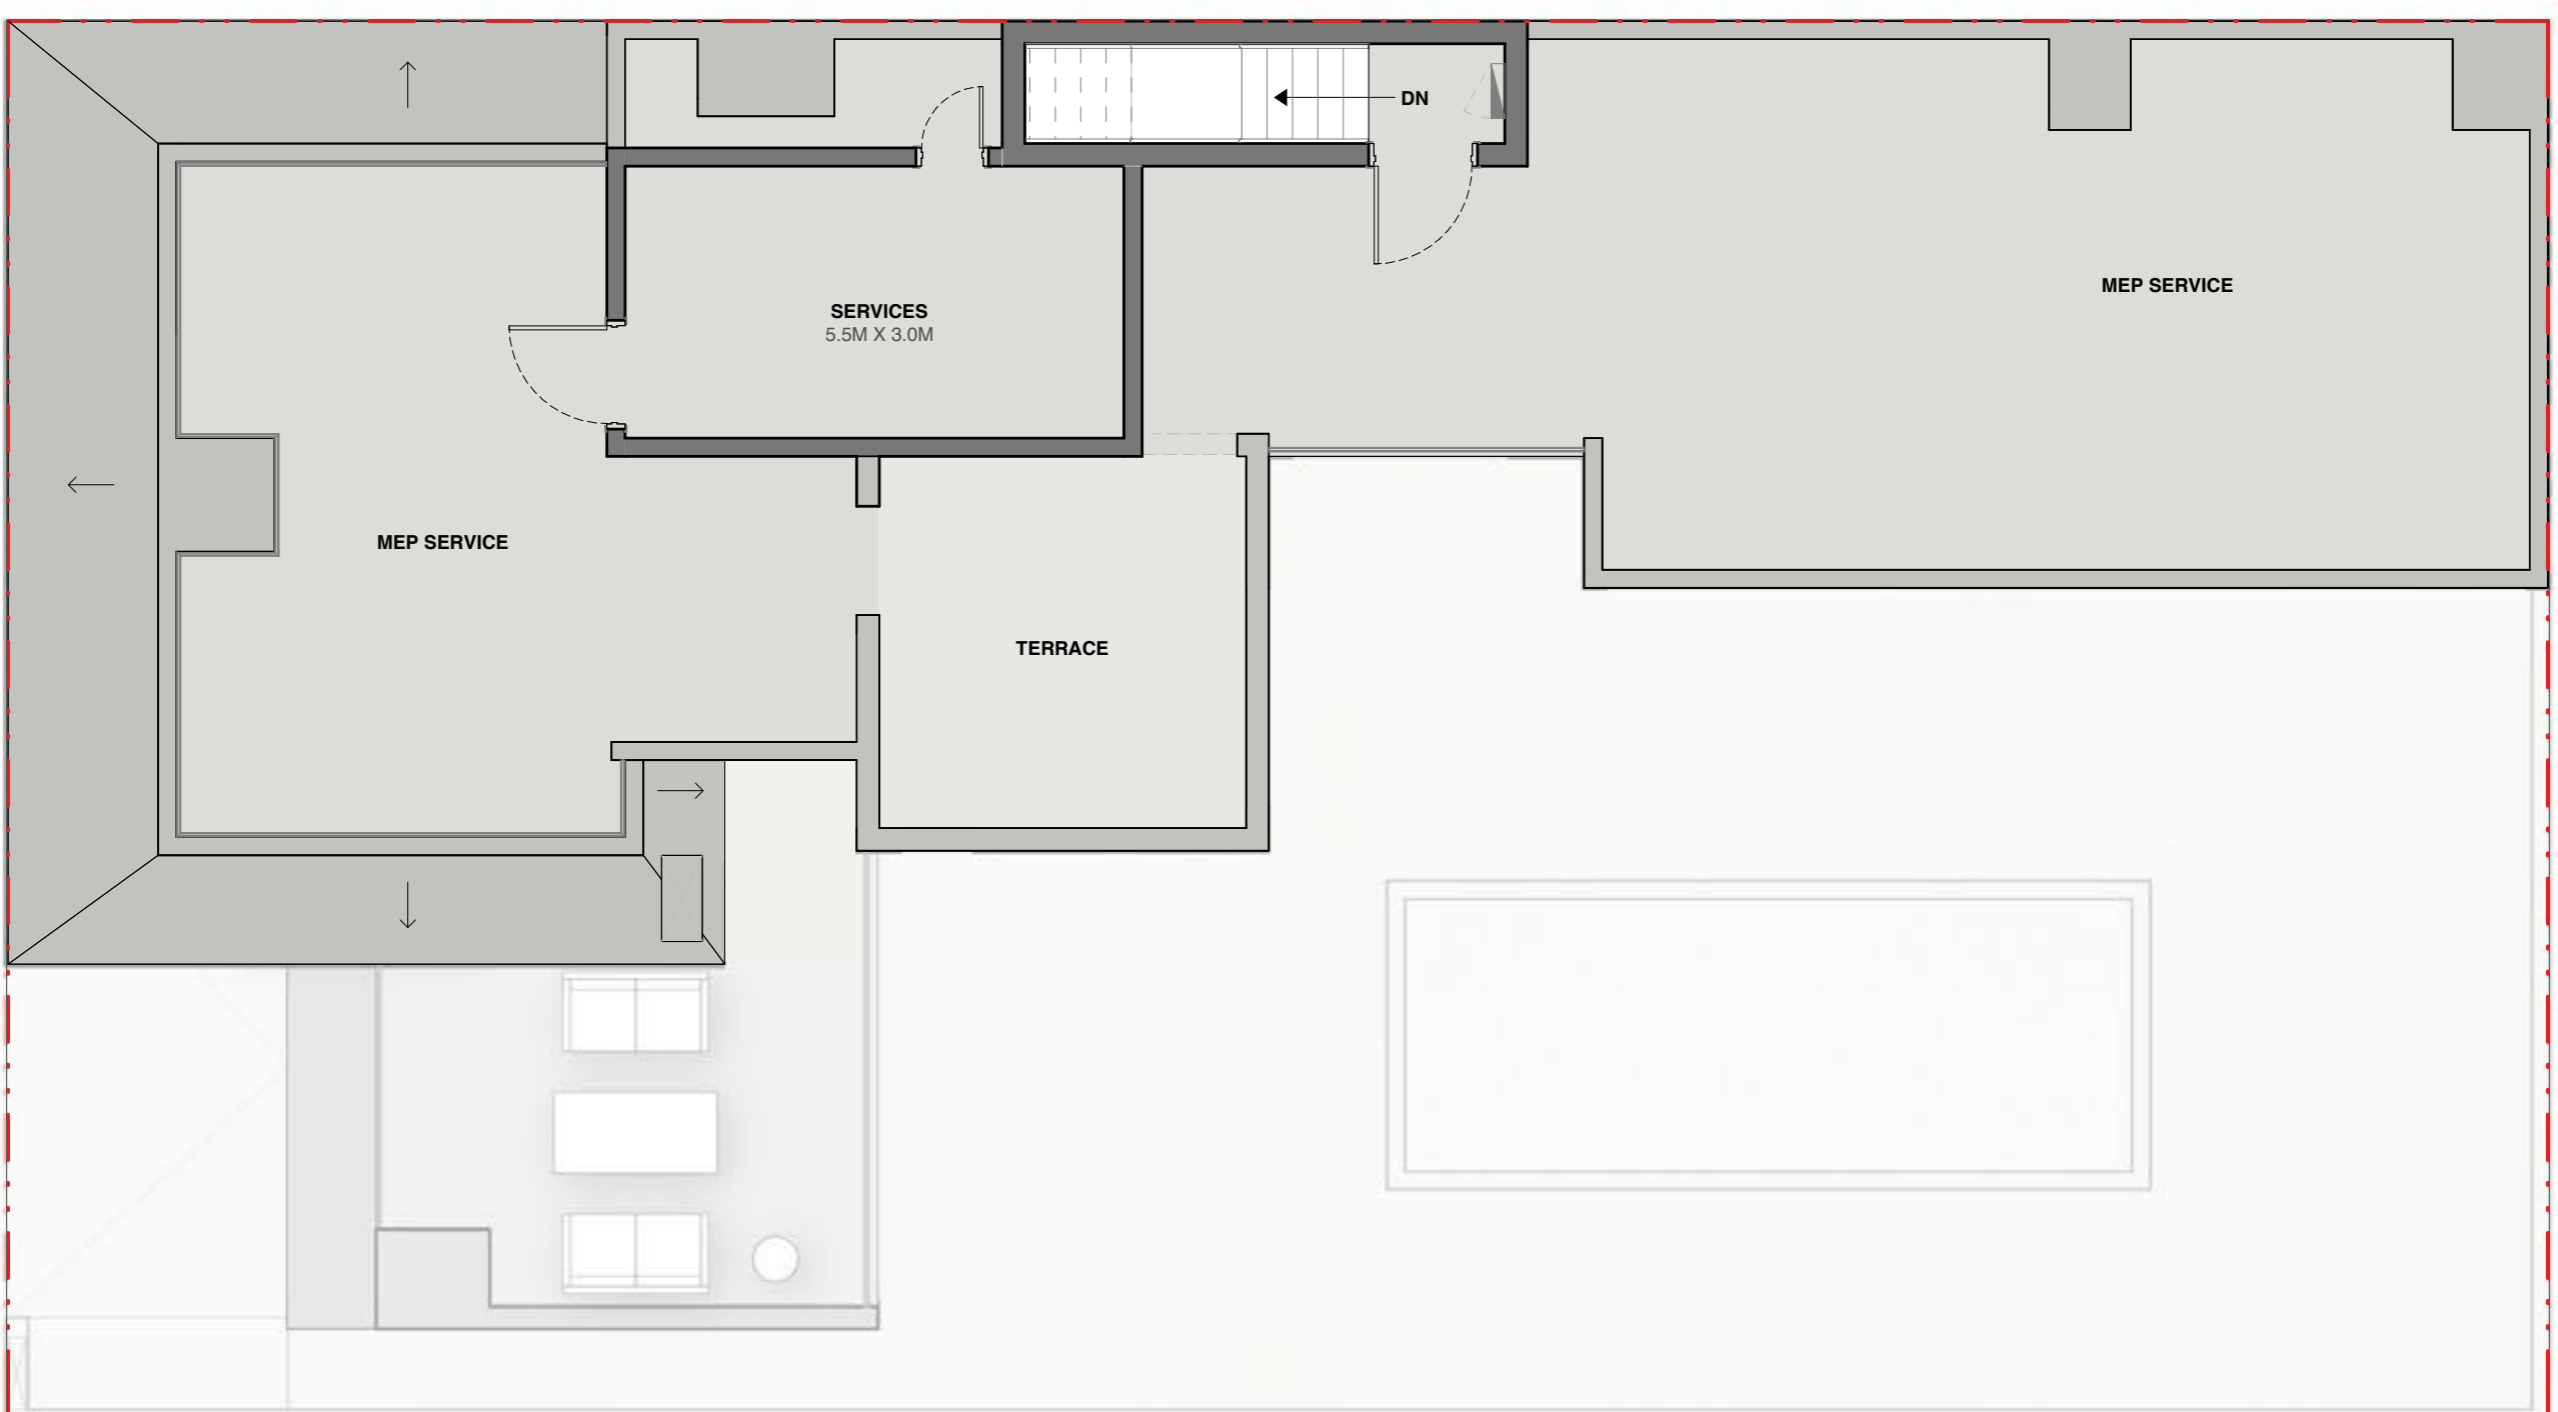 DN
MEP SERVICE
SERVICES
5.5M X 3.0M
MEP SERVICE
TERRACE